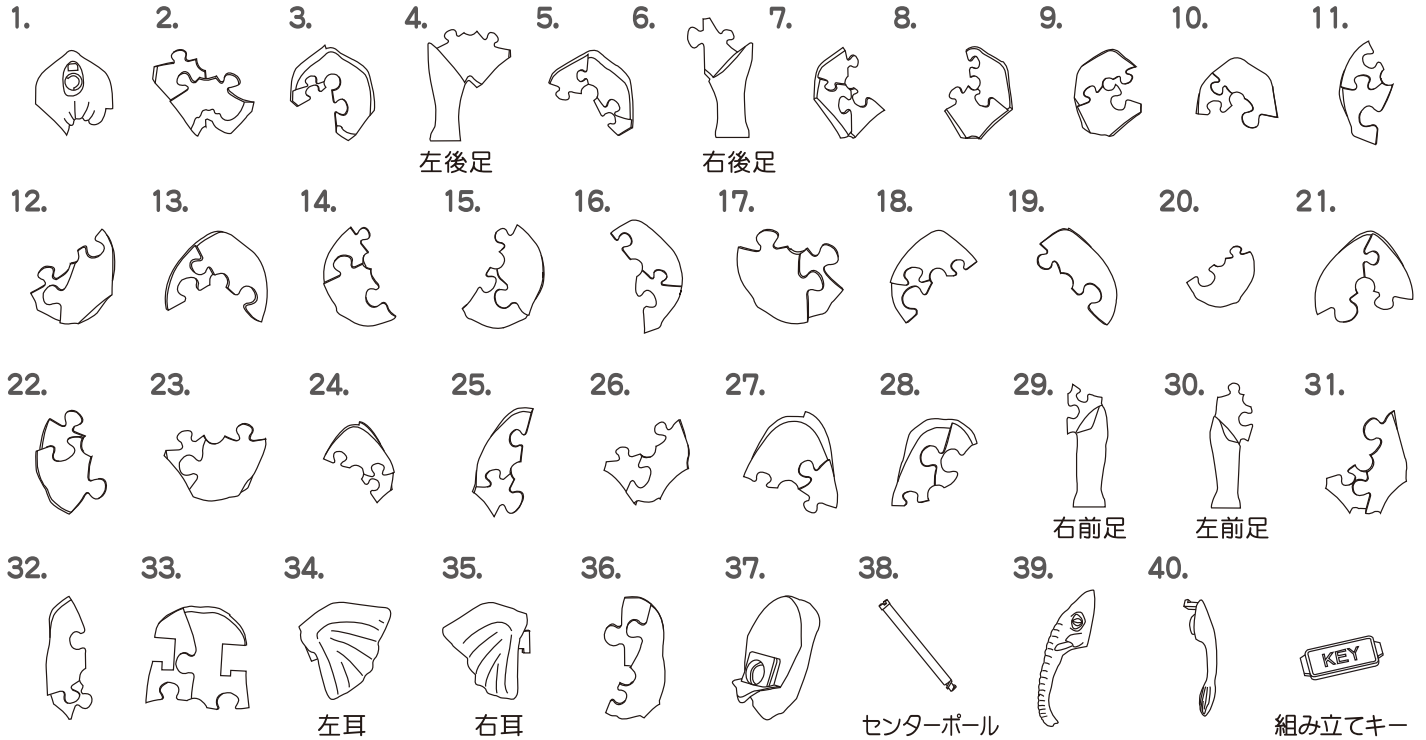 1. 2. 3. 4. 5. 6. 7. 8. 9. 10. 11.
左後足 右後足
12. 13. 14. 15. 16. 17. 18. 19. 20. 21.
22. 23. 24. 25. 26. 27. 28. 29. 30. 31.
右前足 左前足
32. 33. 34. 35. 36. 37. 38. 39. 40.
KEY
左耳 右耳 センターポール 組み立てキー